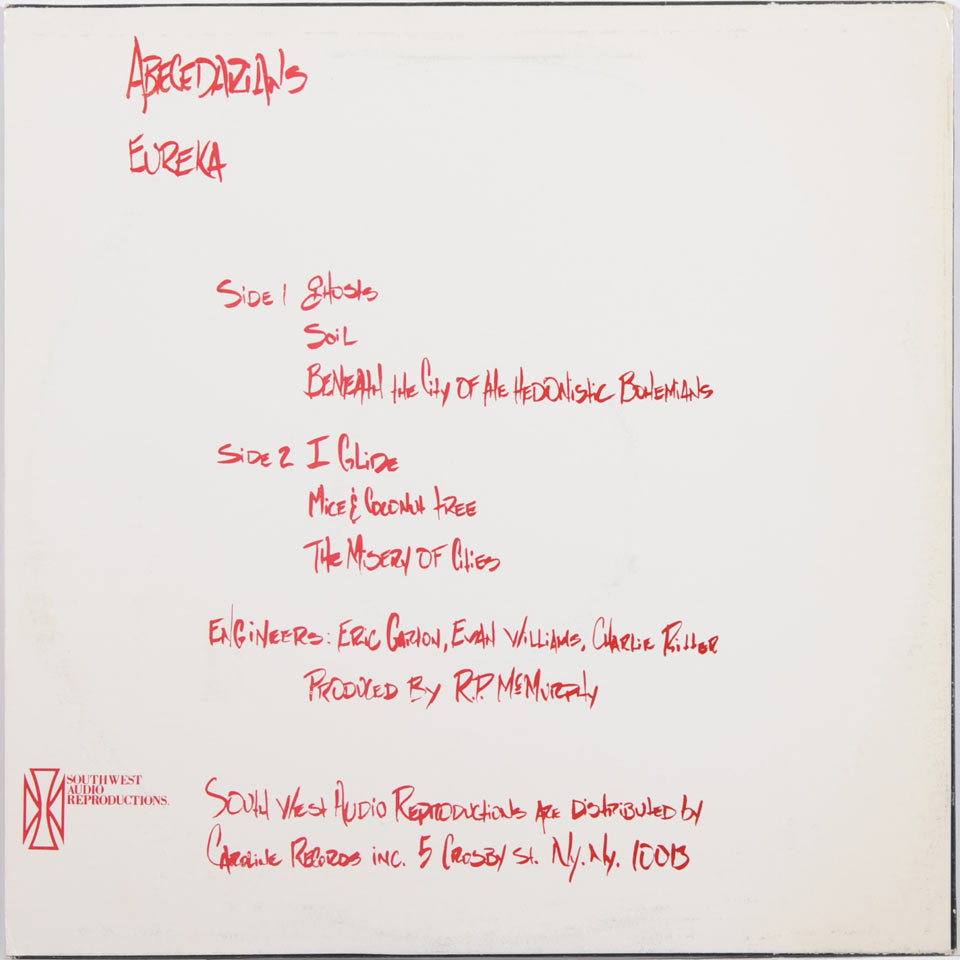 ABECEDARIANS
EUREKA
SIDE 1 GHOSTS
SOIL
BENEATH THE CITY OF THE HEDONISTIC BOHEMIANS
SIDE 2 I GLIDE
MICE & COCONUT TREE
THE MISERY OF CITIES
ENGINEERS: ERIC GARTON, EVAN WILLIAMS, CHARLIE RITTER
PRODUCED BY R.P. McMURPHY
SOUTHWEST
AUDIO
REPRODUCTIONS.
SOUTH WEST AUDIO REPRODUCTIONS ARE DISTRIBUTED BY
CAROLINE RECORDS INC. 5 CROSBY ST. NY. NY. 10013